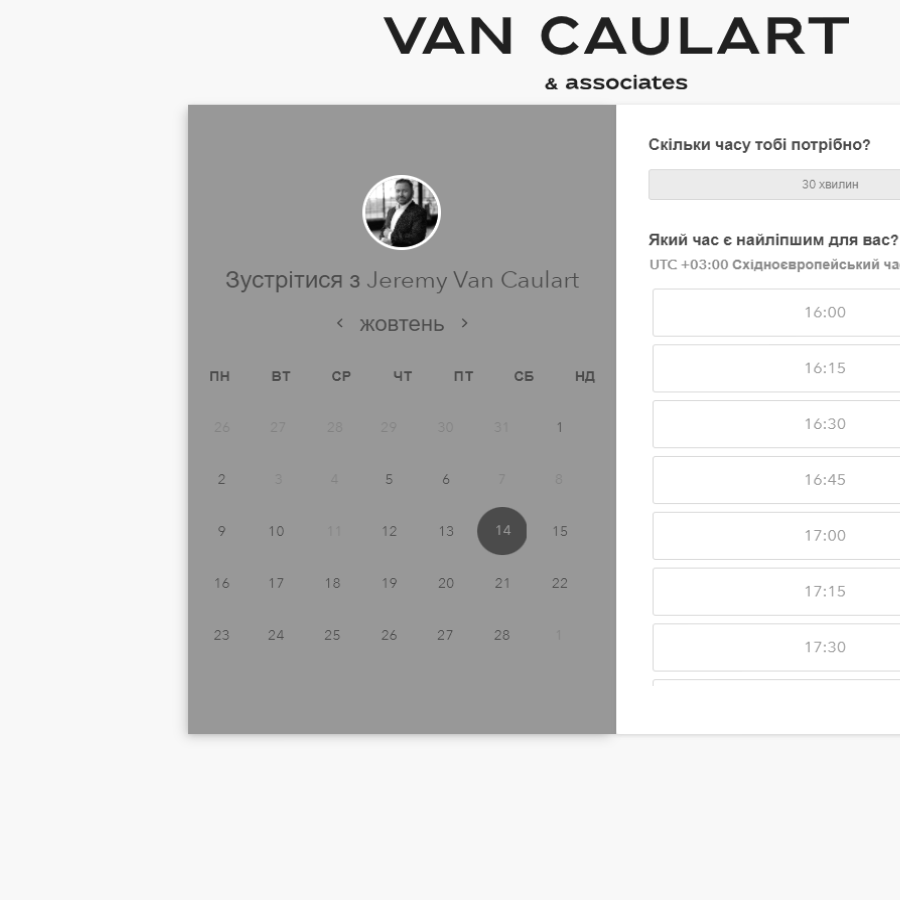 VAN CAULART
& associates
Зустрітися з Jeremy Van Caulart
жовтень
ПН ВТ СР ЧТ ПТ СБ НД
26 27 28 29 30 31 1
2 3 4 5 6 7 8
9 10 11 12 13 14 15
16 17 18 19 20 21 22
23 24 25 26 27 28 1
Скільки часу тобі потрібно?
30 хвилин
Який час є найліпшим для вас?
UTC +03:00 Східноєвропейський
16:00
16:15
16:30
16:45
17:00
17:15
17:30